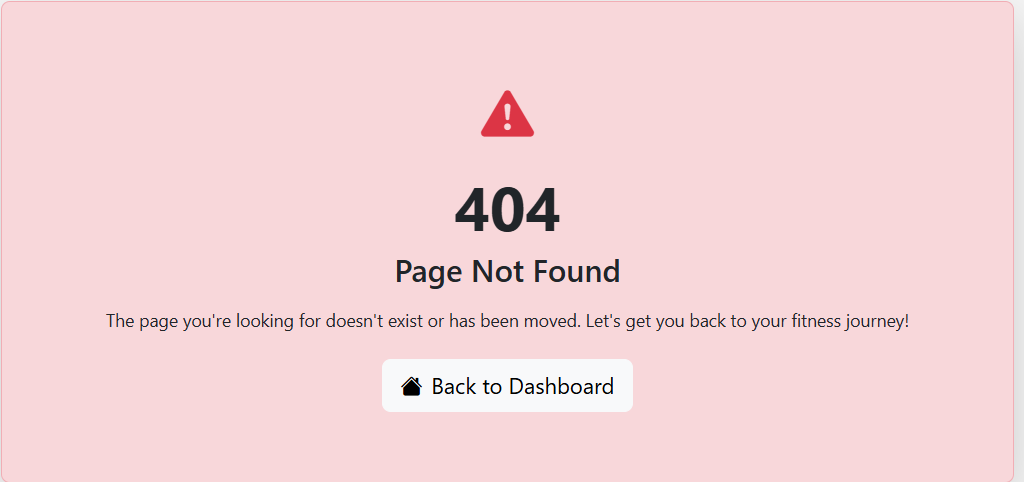 404
Page Not Found
The page you're looking for doesn't exist or has been moved. Let's get you back to your fitness journey!
Back to Dashboard